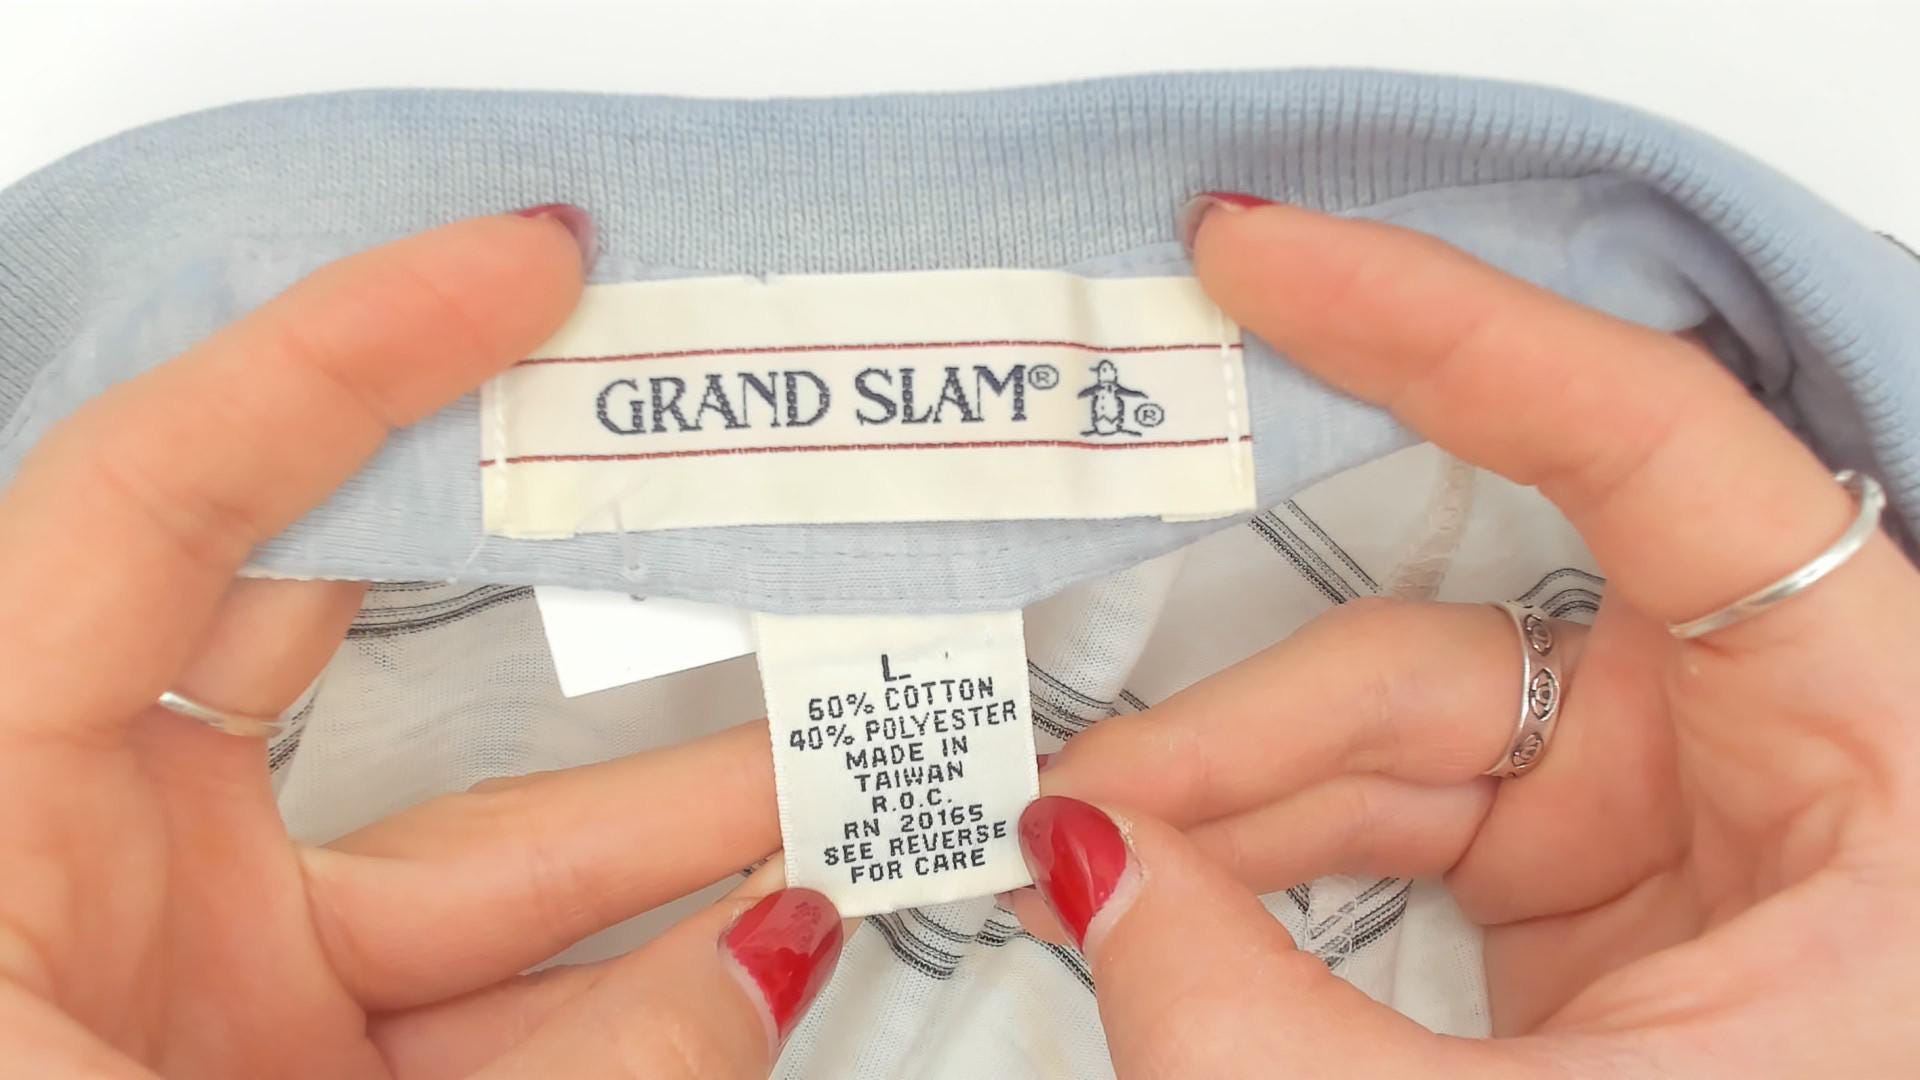 GRAND SLAM® ®
L
60% COTTON
40% POLYESTER
MADE IN
TAIWAN
R.O.C.
RN 20165
SEE REVERSE
FOR CARE